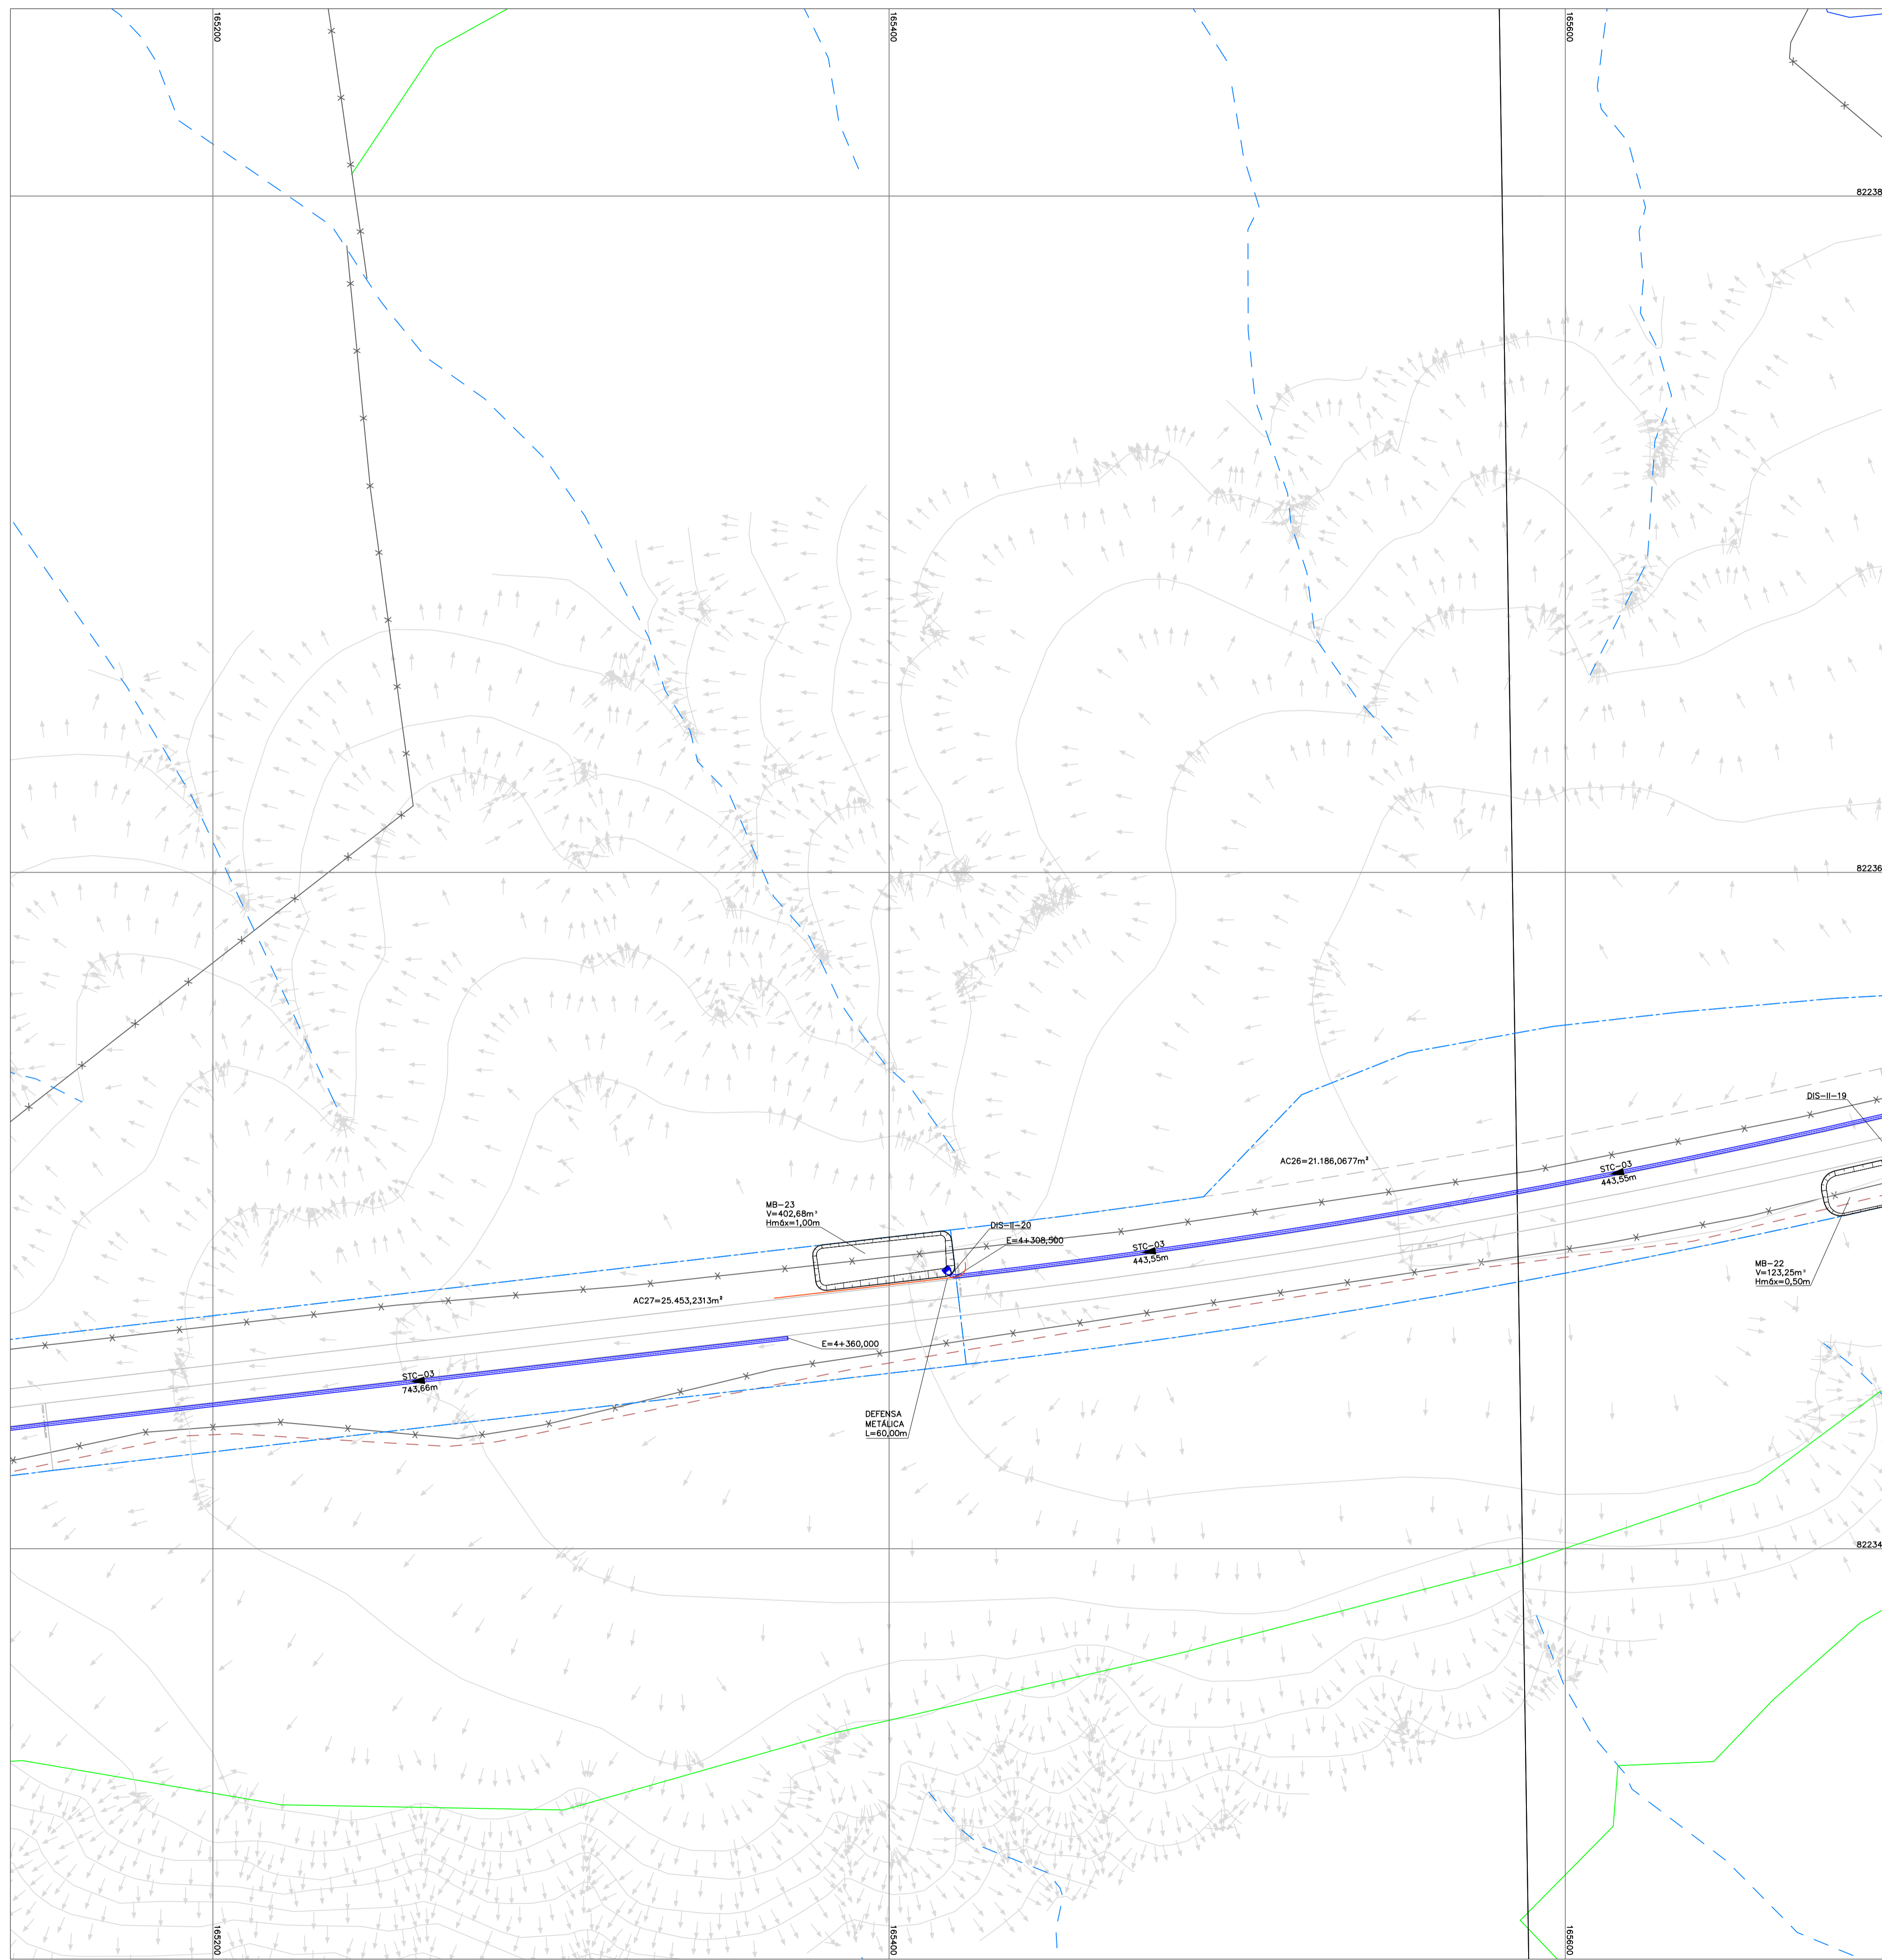 165200
165400
165600
82238
82236
DIS-II-19
AC26=21.186,0677m²
STC-03
443,55m
MB-23
V=402,68m³
Hmáx=1,00m
DIS-II-20
E=4+308,500
STC-03
443,55m
MB-22
V=123,25m³
Hmáx=0,50m
AC27=25.453,2313m²
E=4+360,000
STC-03
743,66m
DEFENSA
METÁLICA
L=60,00m
82234
165200
165400
165600